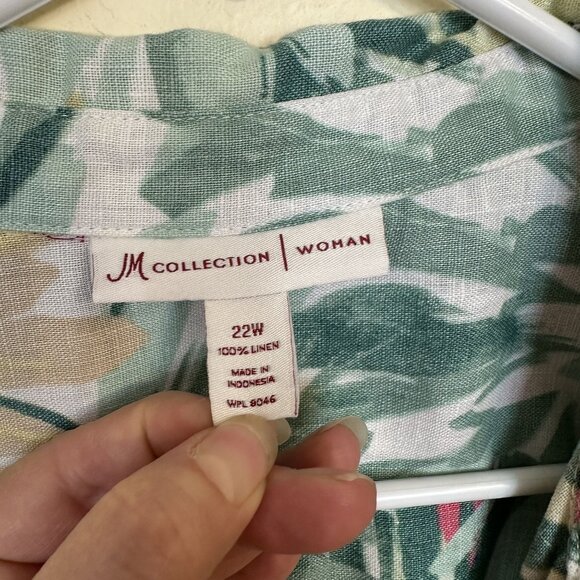 JM COLLECTION | WOMAN
22W
100% LINEN
MADE IN
INDONESIA
WPL 8046